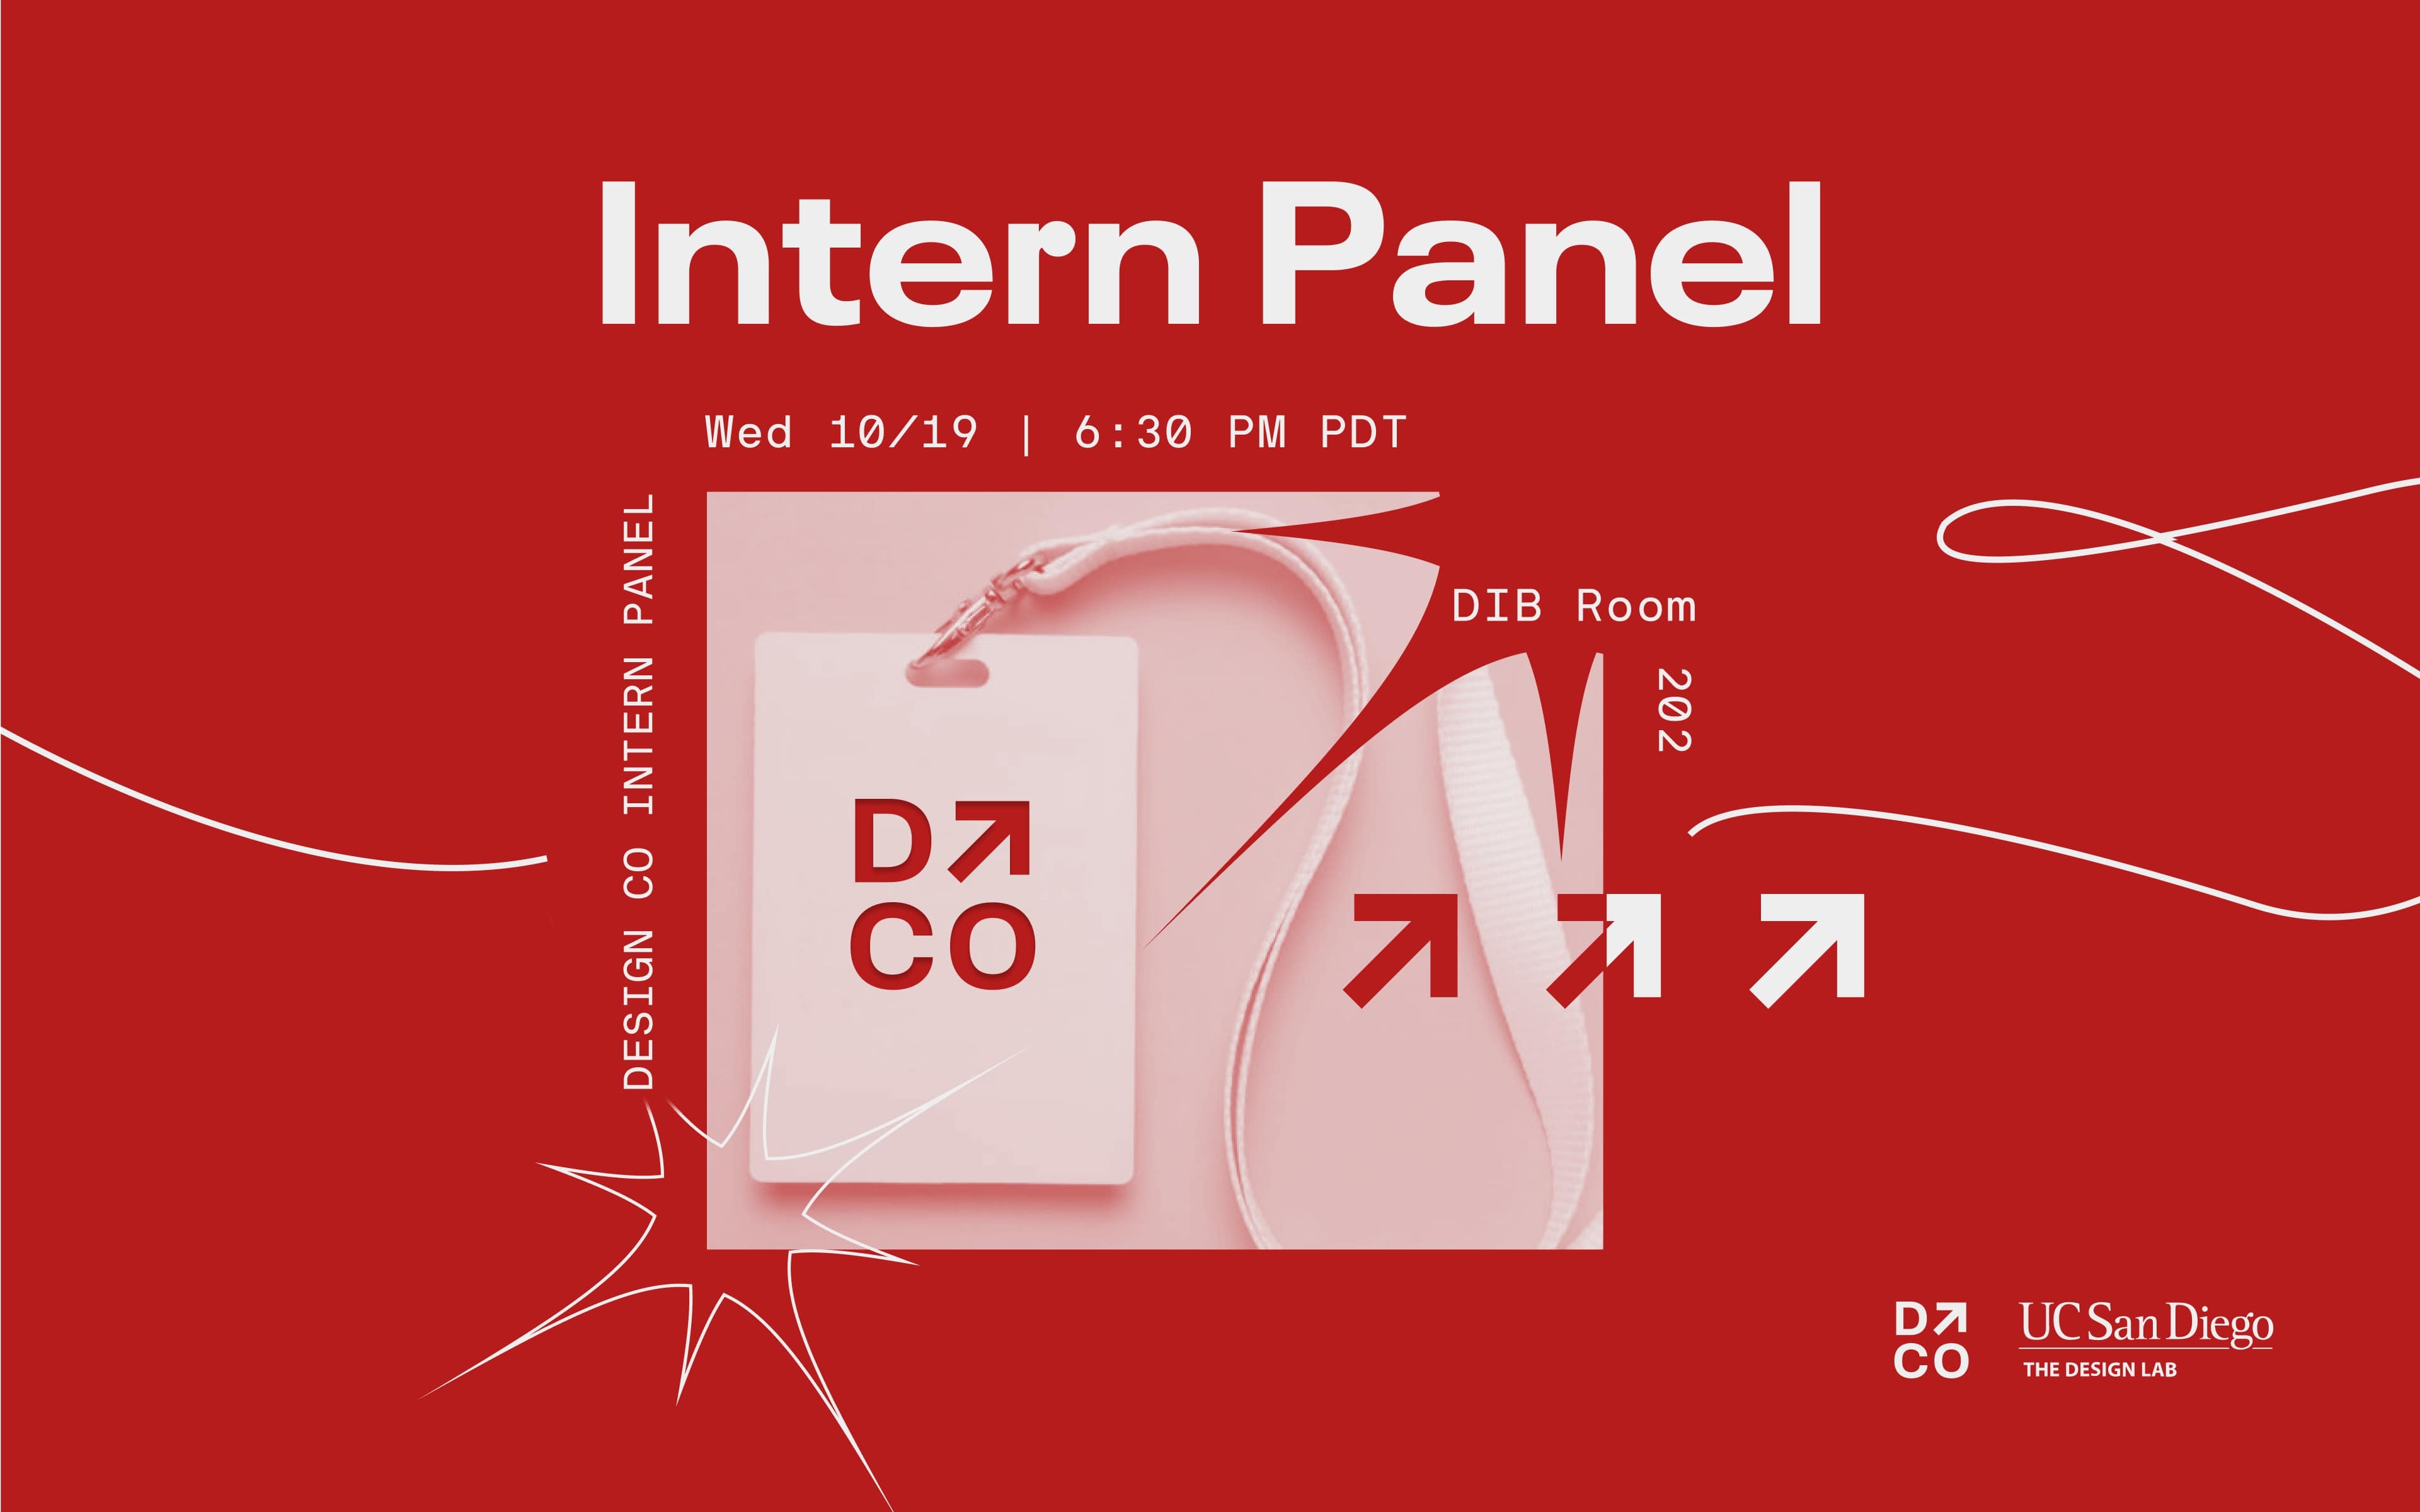 Intern Panel
Wed 10/19 | 6:30 PM PDT
DESIGN CO INTERN PANEL
DIB Room
202
D↗
CO
D↗
CO
UC San Diego
THE DESIGN LAB